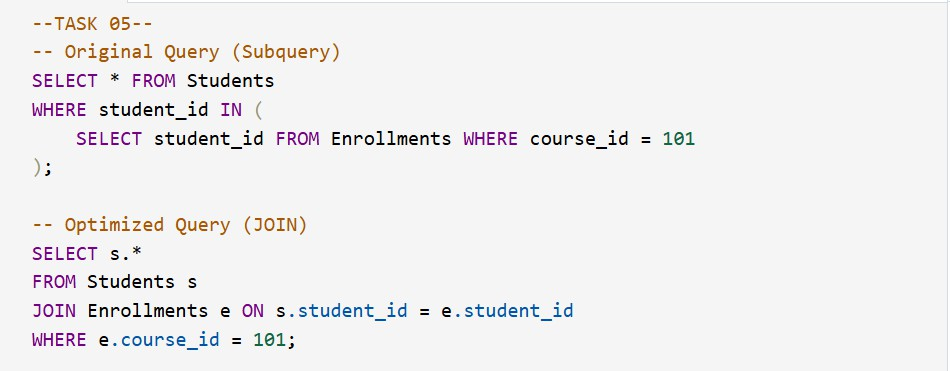 --TASK 05--
-- Original Query (Subquery)
SELECT * FROM Students
WHERE student_id IN (
    SELECT student_id FROM Enrollments WHERE course_id = 101
);

-- Optimized Query (JOIN)
SELECT s.*
FROM Students s
JOIN Enrollments e ON s.student_id = e.student_id
WHERE e.course_id = 101;